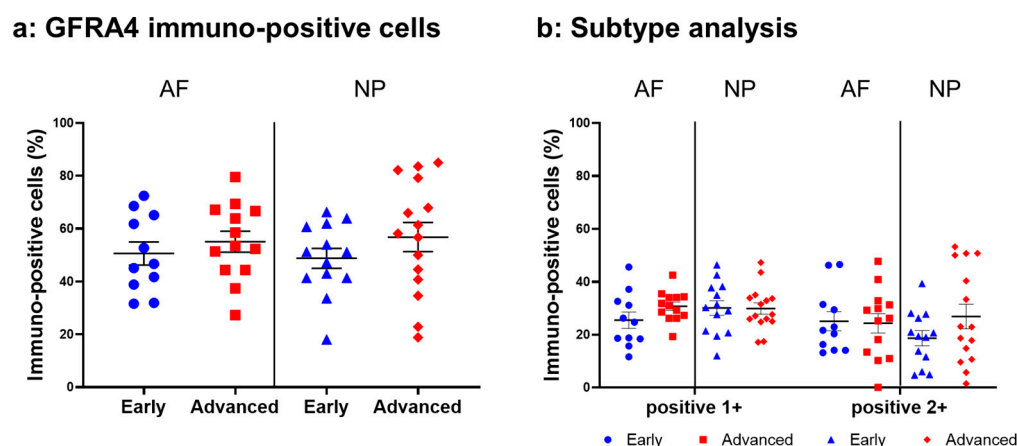 a: GFRA4 immuno-positive cells
AF NP
Immuno-positive cells (%)
100
80
60
40
20
0
Early Advanced Early Advanced
b: Subtype analysis
AF NP AF NP
Immuno-positive cells (%)
100
80
60
40
20
0
positive 1+ positive 2+
Early Advanced Early Advanced